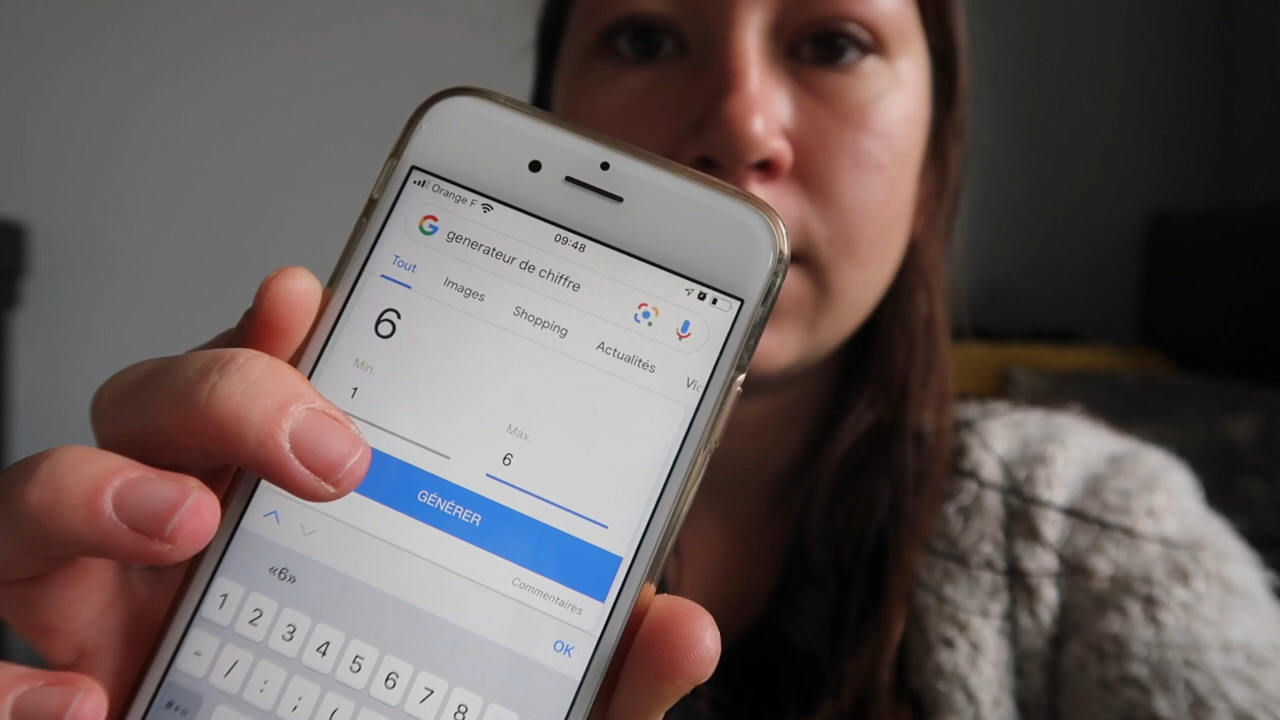 Orange F
09:48
generateur de chiffre
Tout Images Shopping Actualités Vic
6
Min. Max.
1 6
GÉNÉRER
Commentaires
«6» OK
1 2 3 4 5 6 7 8
- / : ; (
#+=